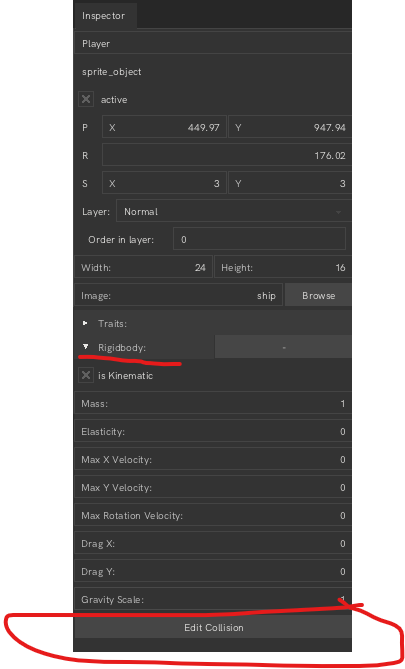 Inspector
Player
sprite_object
active
P X 449.97 Y 947.94
R 176.02
S X 3 Y 3
Layer: Normal -
Order in layer: 0
Width: 24 Height: 16
Image: ship Browse
Traits:
Rigidbody: -
is Kinematic
Mass: 1
Elasticity: 0
Max X Velocity: 0
Max Y Velocity: 0
Max Rotation Velocity: 0
Drag X: 0
Drag Y: 0
Gravity Scale:
Edit Collision